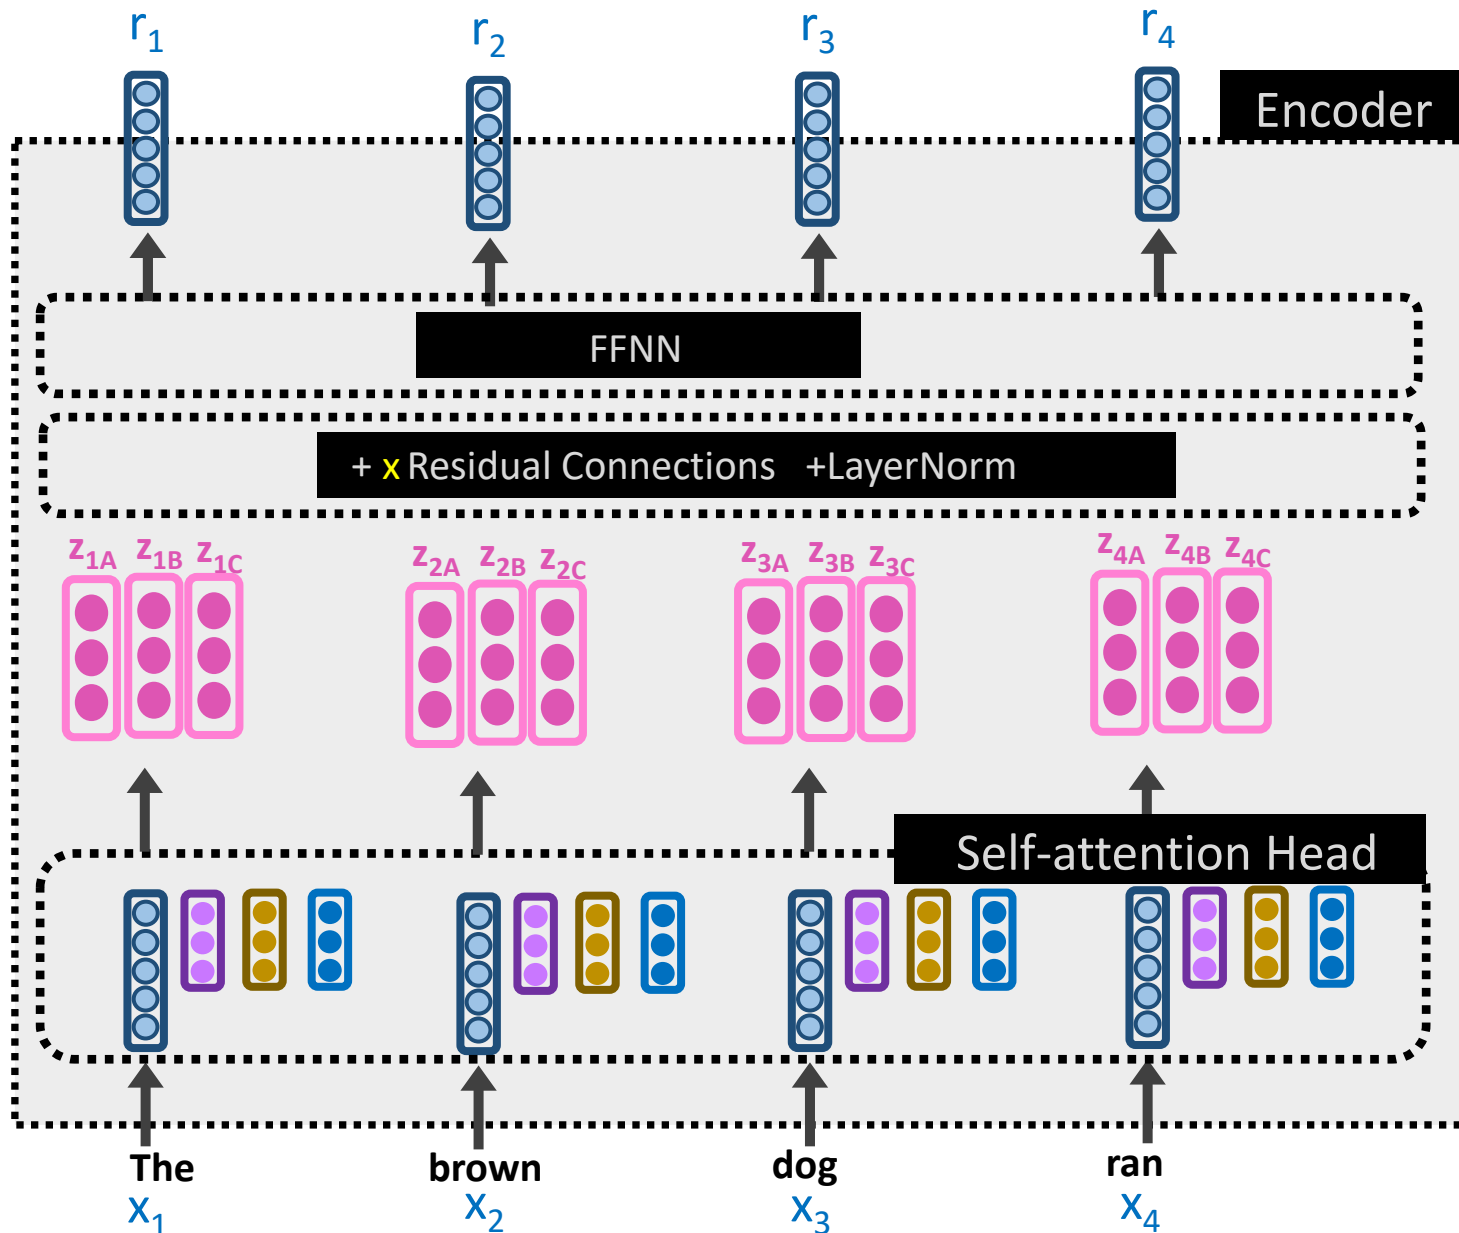 r1 r2 r3 r4
Encoder
FFNN
+ x Residual Connections +LayerNorm
z1A z1B z1C z2A z2B z2C z3A z3B z3C z4A z4B z4C
Self-attention Head
The brown dog ran
x1 x2 x3 x4